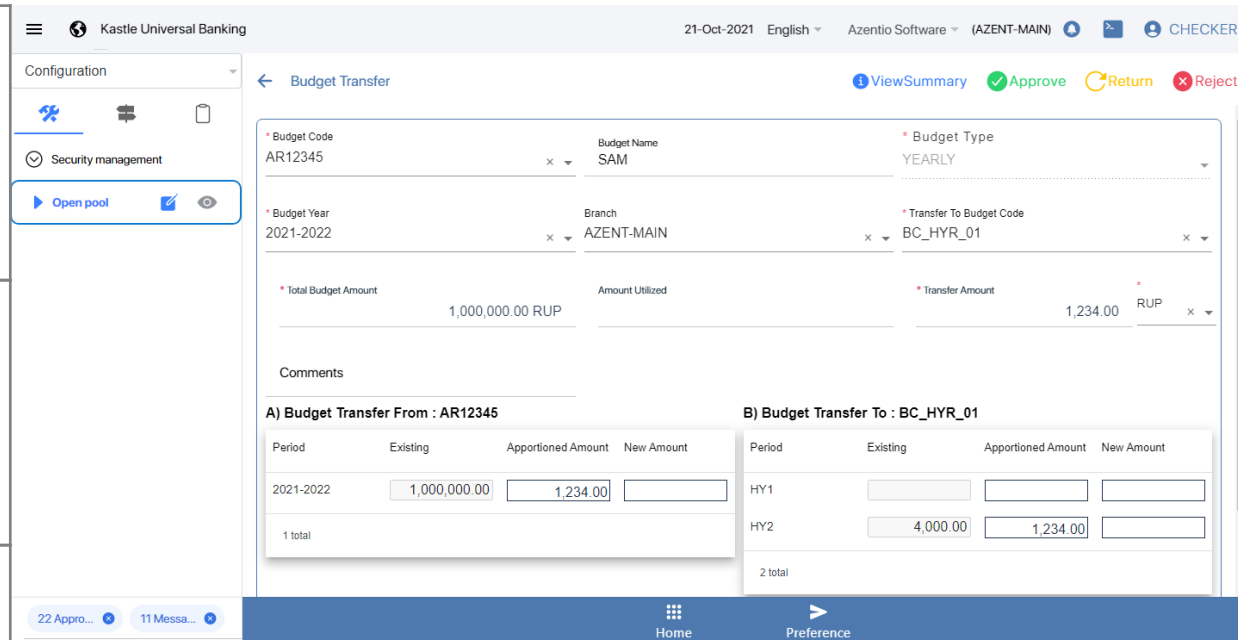 Kastle Universal Banking
21-Oct-2021 English Azentio Software (AZENT-MAIN) CHECKER
Configuration
Budget Transfer
ViewSummary Approve Return Reject
Security management
Open pool
* Budget Code
AR12345
Budget Name
SAM
* Budget Type
YEARLY
* Budget Year
2021-2022
Branch
AZENT-MAIN
* Transfer To Budget Code
BC_HYR_01
* Total Budget Amount
1,000,000.00 RUP
Amount Utilized
* Transfer Amount
1,234.00
*
RUP
Comments
A) Budget Transfer From : AR12345
Period Existing Apportioned Amount New Amount
2021-2022 1,000,000.00 1,234.00
1 total
B) Budget Transfer To : BC_HYR_01
Period Existing Apportioned Amount New Amount
HY1
HY2 4,000.00 1,234.00
2 total
22 Appro... 11 Messa...
Home
Preference